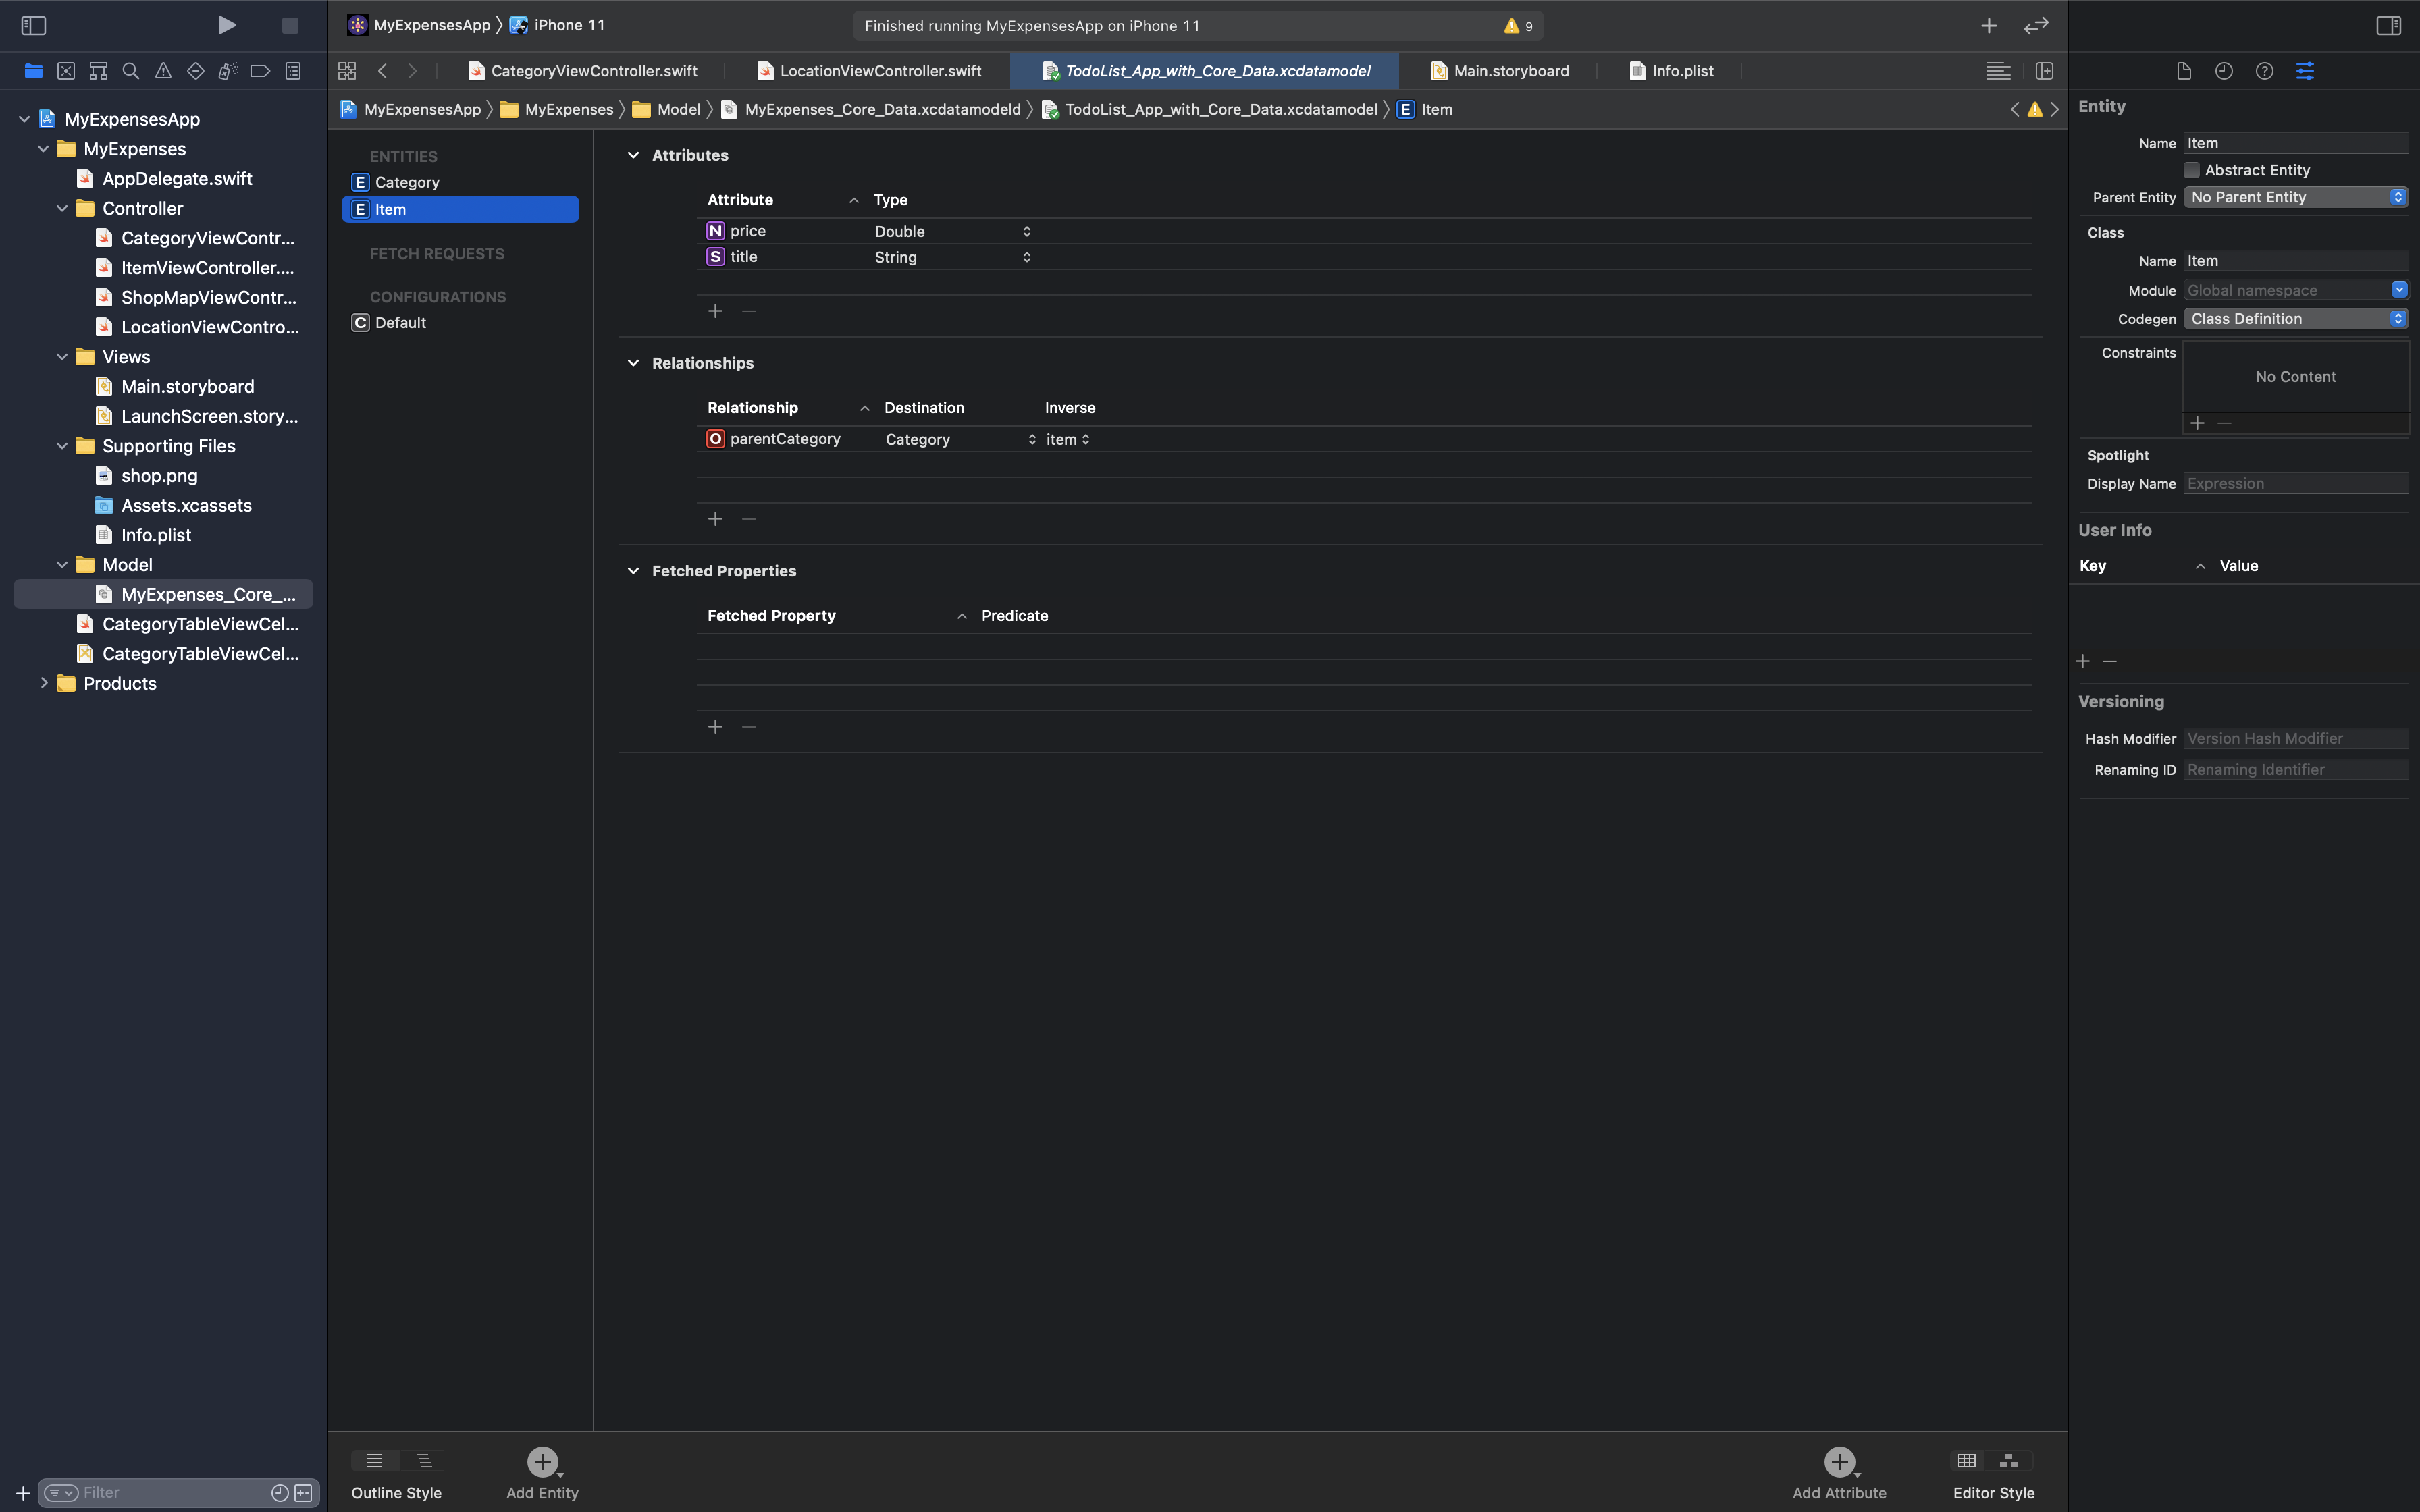 MyExpensesApp
iPhone 11
Finished running MyExpensesApp on iPhone 11
9
CategoryViewController.swift
LocationViewController.swift
TodoList_App_with_Core_Data.xcdatamodel
Main.storyboard
Info.plist
MyExpensesApp
MyExpenses
Model
MyExpenses_Core_Data.xcdatamodeld
TodoList_App_with_Core_Data.xcdatamodel
E Item
MyExpensesApp
MyExpenses
AppDelegate.swift
Controller
CategoryViewContr...
ItemViewController....
ShopMapViewContr...
LocationViewContro...
Views
Main.storyboard
LaunchScreen.story...
Supporting Files
shop.png
Assets.xcassets
Info.plist
Model
MyExpenses_Core_...
CategoryTableViewCel...
CategoryTableViewCel...
Products
Filter
ENTITIES
E Category
E Item
FETCH REQUESTS
CONFIGURATIONS
C Default
Attributes
Attribute Type
N price Double
S title String
Relationships
Relationship Destination Inverse
O parentCategory Category item
Fetched Properties
Fetched Property Predicate
Outline Style
Add Entity
Add Attribute
Editor Style
Entity
Name Item
Abstract Entity
Parent Entity No Parent Entity
Class
Name Item
Module Global namespace
Codegen Class Definition
Constraints
No Content
Spotlight
Display Name Expression
User Info
Key Value
Versioning
Hash Modifier Version Hash Modifier
Renaming ID Renaming Identifier